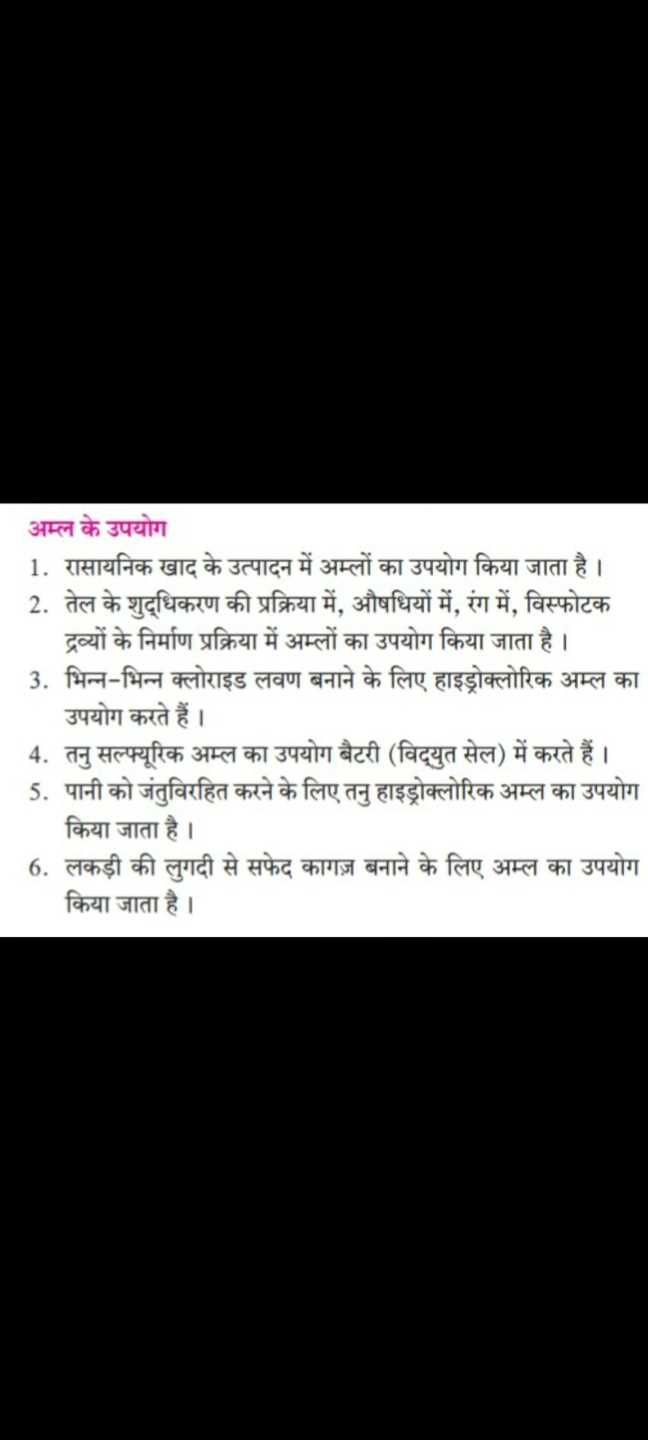 अम्ल के उपयोग
1. रासायनिक खाद के उत्पादन में अम्लों का उपयोग किया जाता है ।
2. तेल के शुद्धिकरण की प्रक्रिया में, औषधियों में, रंग में, विस्फोटक
द्रव्यों के निर्माण प्रक्रिया में अम्लों का उपयोग किया जाता है ।
3. भिन्न-भिन्न क्लोराइड लवण बनाने के लिए हाइड्रोक्लोरिक अम्ल का
उपयोग करते हैं ।
4. तनु सल्फ्यूरिक अम्ल का उपयोग बैटरी (विद्युत सेल) में करते हैं ।
5. पानी को जंतुविरहित करने के लिए तनु हाइड्रोक्लोरिक अम्ल का उपयोग
किया जाता है ।
6. लकड़ी की लुगदी से सफेद कागज़ बनाने के लिए अम्ल का उपयोग
किया जाता है ।